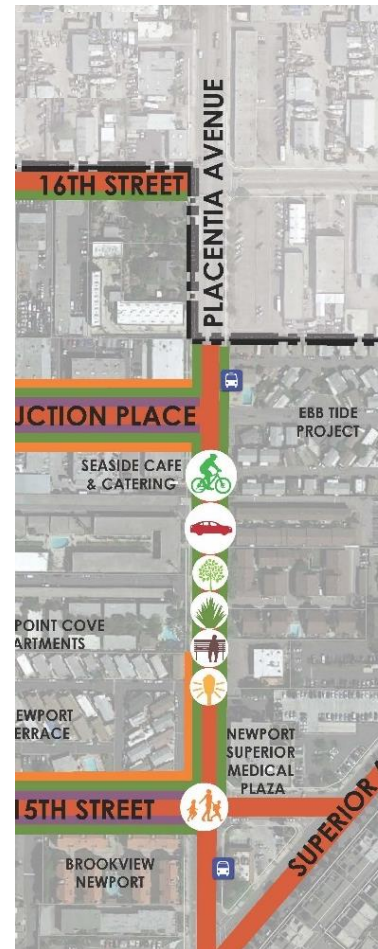 PLACENTIA AVENUE
16TH STREET
UCTION PLACE
EBB TIDE
PROJECT
SEASIDE CAFE
& CATERING
POINT COVE
ARTMENTS
EWPORT
ERRACE
NEWPORT
SUPERIOR
MEDICAL
PLAZA
15TH STREET
SUPERIOR A
BROOKVIEW
NEWPORT